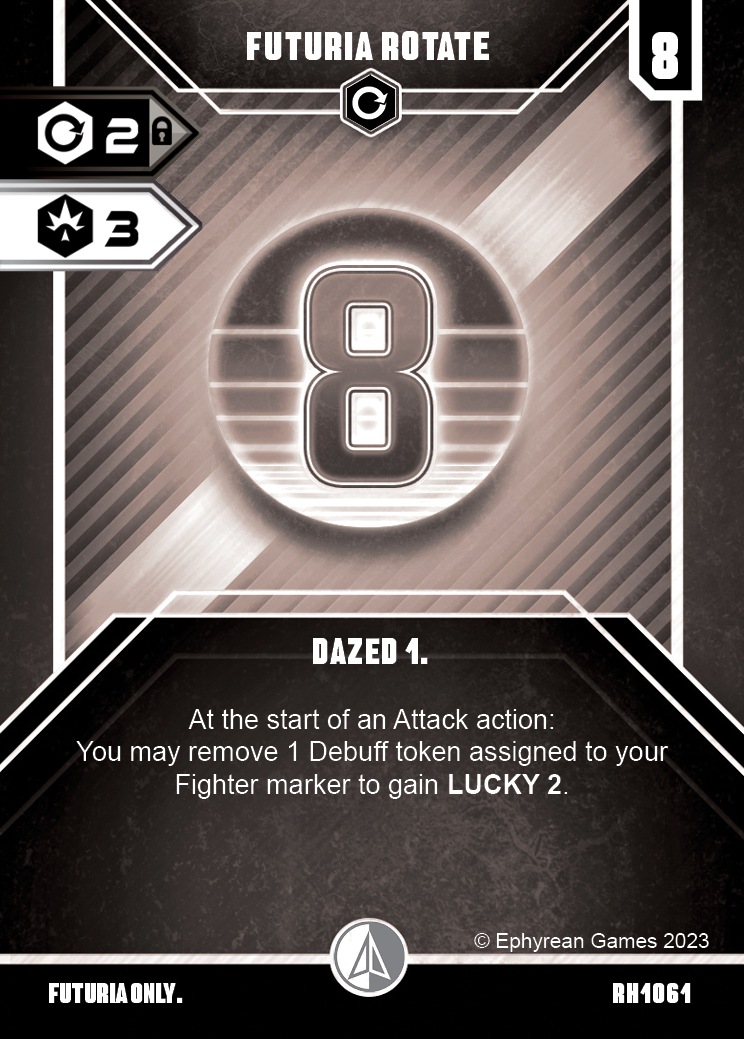 FUTURIA ROTATE
8
2
3
8
DAZED 1.
At the start of an Attack action:
You may remove 1 Debuff token assigned to your
Fighter marker to gain LUCKY 2.
© Ephyrean Games 2023
FUTURIA ONLY.
RH1061